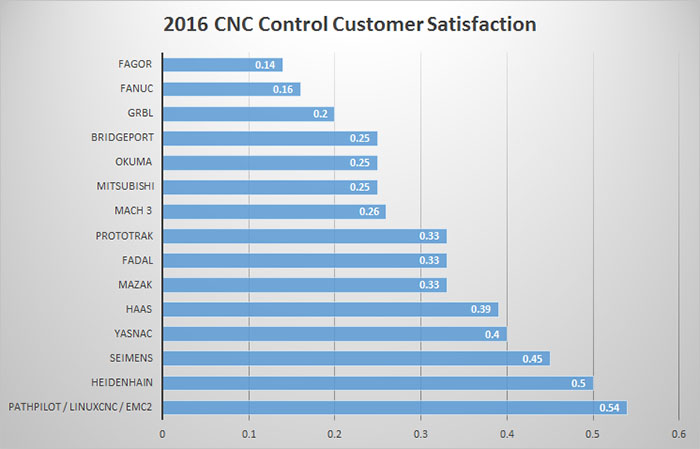 2016 CNC Control Customer Satisfaction
FAGOR 0.14
FANUC 0.16
GRBL 0.2
BRIDGEPORT 0.25
OKUMA 0.25
MITSUBISHI 0.25
MACH 3 0.26
PROTOTRAK 0.33
FADAL 0.33
MAZAK 0.33
HAAS 0.39
YASNAC 0.4
SEIMENS 0.45
HEIDENHAIN 0.5
PATHPILOT / LINUXCNC / EMC2 0.54
0 0.1 0.2 0.3 0.4 0.5 0.6